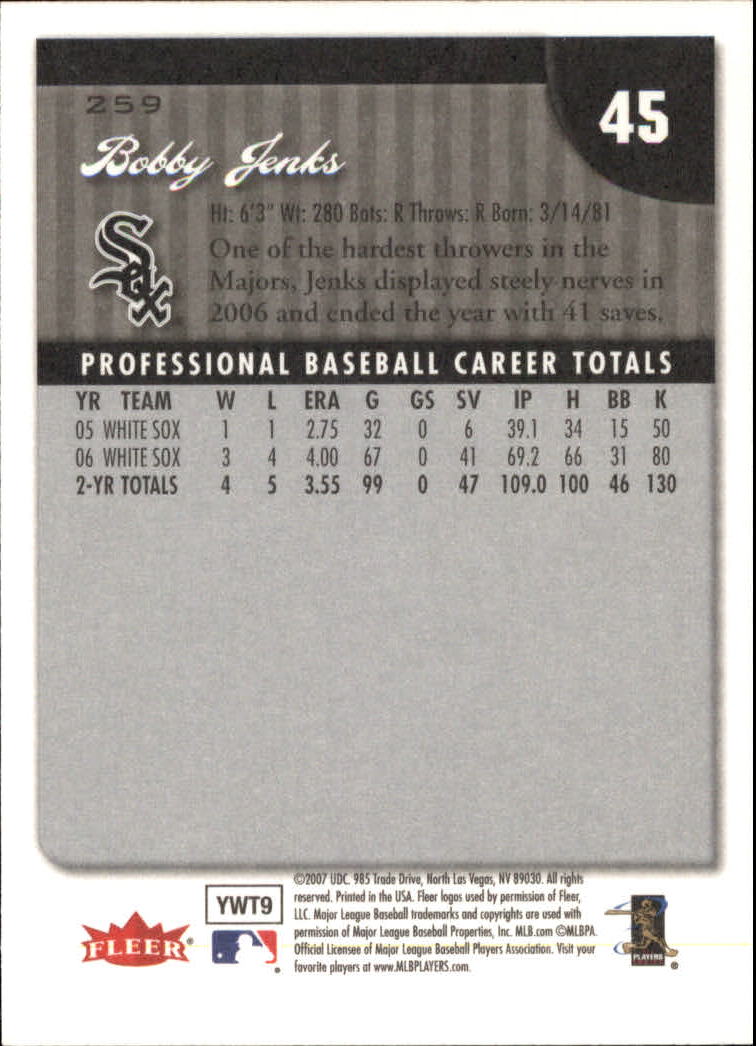 259
45
Bobby Jenks
Ht: 6'3" Wt: 280 Bats: R Throws: R Born: 3/14/81
Sox
One of the hardest throwers in the
Majors, Jenks displayed steely nerves in
2006 and ended the year with 41 saves.
PROFESSIONAL BASEBALL CAREER TOTALS
YR TEAM W L ERA G GS SV IP H BB K
05 WHITE SOX 1 1 2.75 32 0 6 39.1 34 15 50
06 WHITE SOX 3 4 4.00 67 0 41 69.2 66 31 80
2-YR TOTALS 4 5 3.55 99 0 47 109.0 100 46 130
©2007 UDC. 985 Trade Drive, North Las Vegas, NV 89030. All rights
reserved. Printed in the USA. Fleer logos used by permission of Fleer,
LLC. Major League Baseball trademarks and copyrights are used with
permission of Major League Baseball Properties, Inc. MLB.com ©MLBPA
Official Licensee of Major League Baseball Players Association. Visit your
favorite players at www.MLBPLAYERS.com.
YWT9
FLEER®
PLAYERS
®